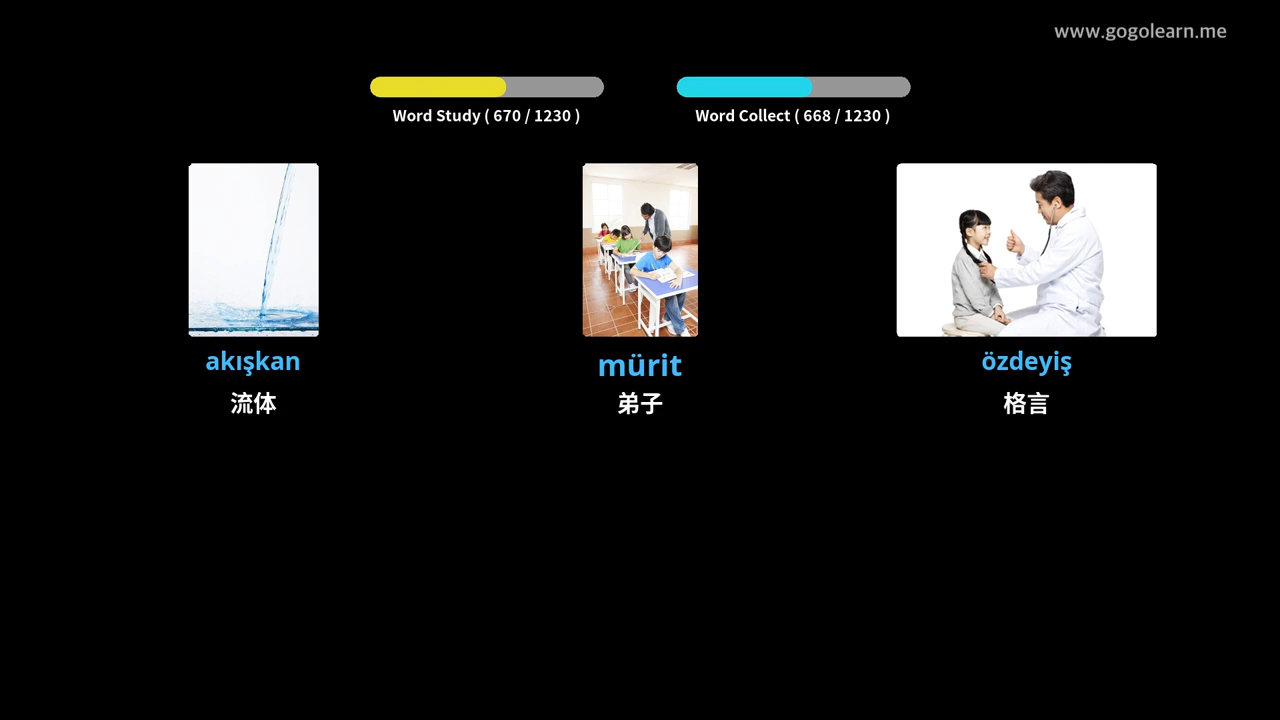 www.gogolearn.me
Word Study ( 670 / 1230 )
Word Collect ( 668 / 1230 )
akışkan
mürit
özdeyiş
流体
弟子
格言